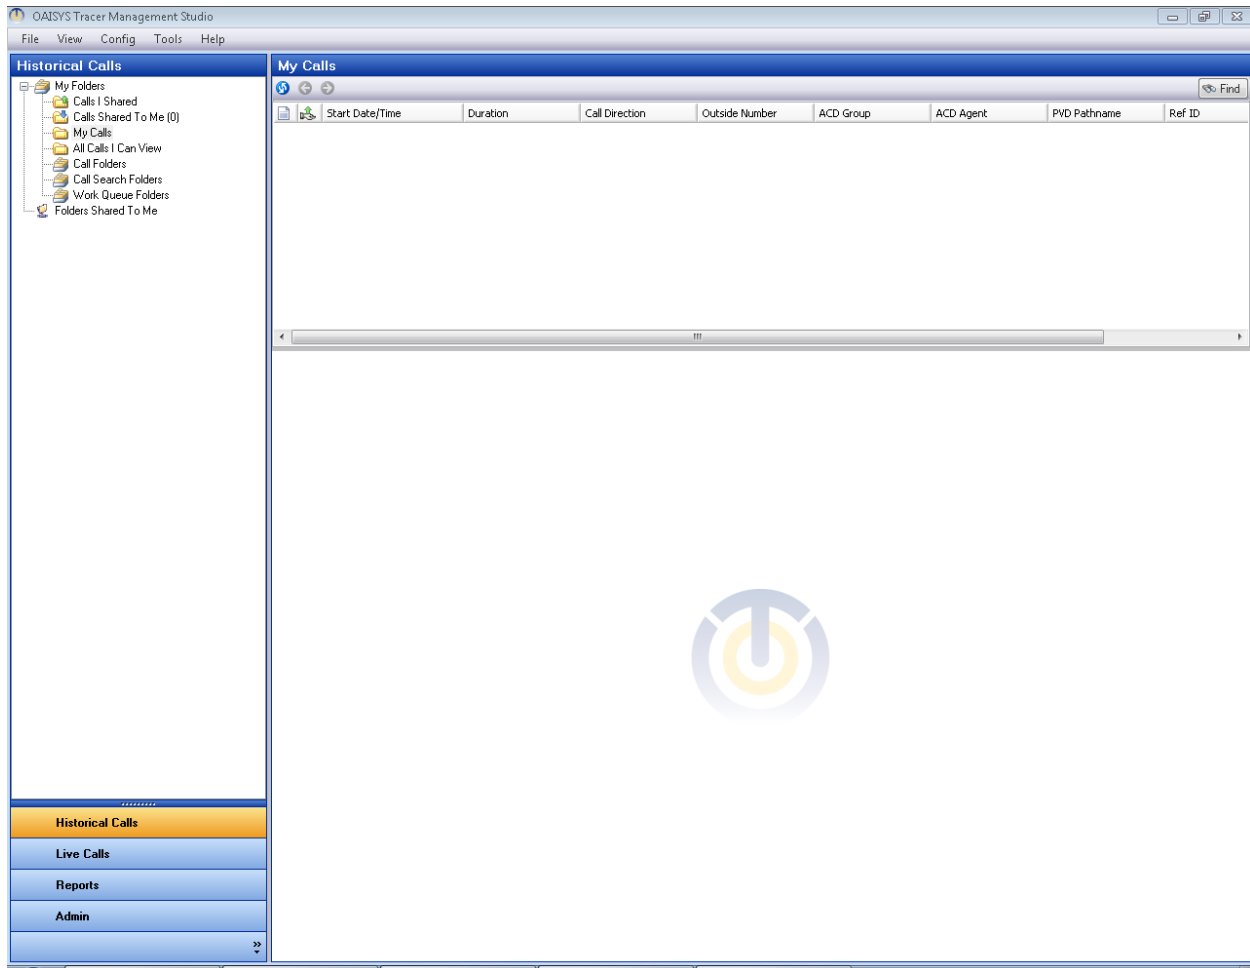 OAISYS Tracer Management Studio
File View Config Tools Help
Historical Calls
My Folders
Calls I Shared
Calls Shared To Me (0)
My Calls
All Calls I Can View
Call Folders
Call Search Folders
Work Queue Folders
Folders Shared To Me
My Calls
Find
Start Date/Time Duration Call Direction Outside Number ACD Group ACD Agent PVD Pathname Ref ID
Historical Calls
Live Calls
Reports
Admin